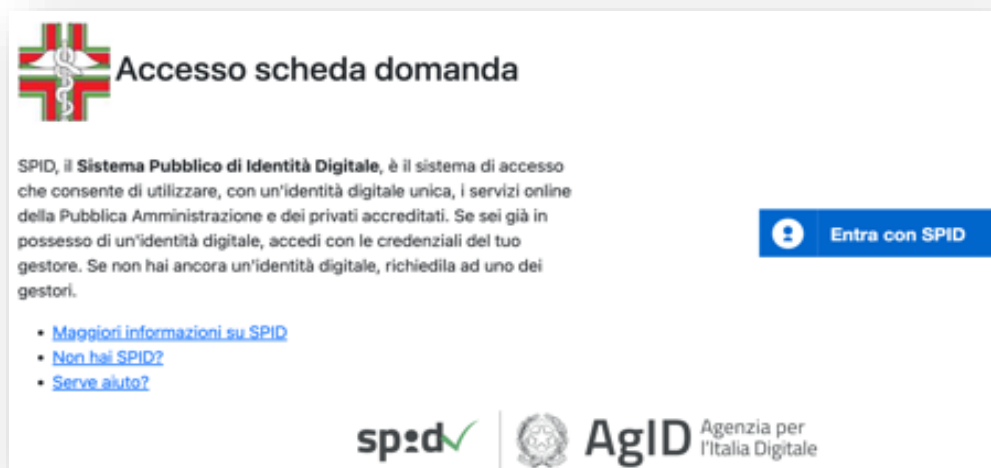 Accesso scheda domanda
SPID, il Sistema Pubblico di Identità Digitale, è il sistema di accesso
che consente di utilizzare, con un'identità digitale unica, i servizi online
della Pubblica Amministrazione e dei privati accreditati. Se sei già in
possesso di un'identità digitale, accedi con le credenziali del tuo
gestore. Se non hai ancora un'identità digitale, richiedila ad uno dei
gestori.
Entra con SPID
• Maggiori informazioni su SPID
• Non hai SPID?
• Serve aiuto?
spid
AgID Agenzia per
l'Italia Digitale